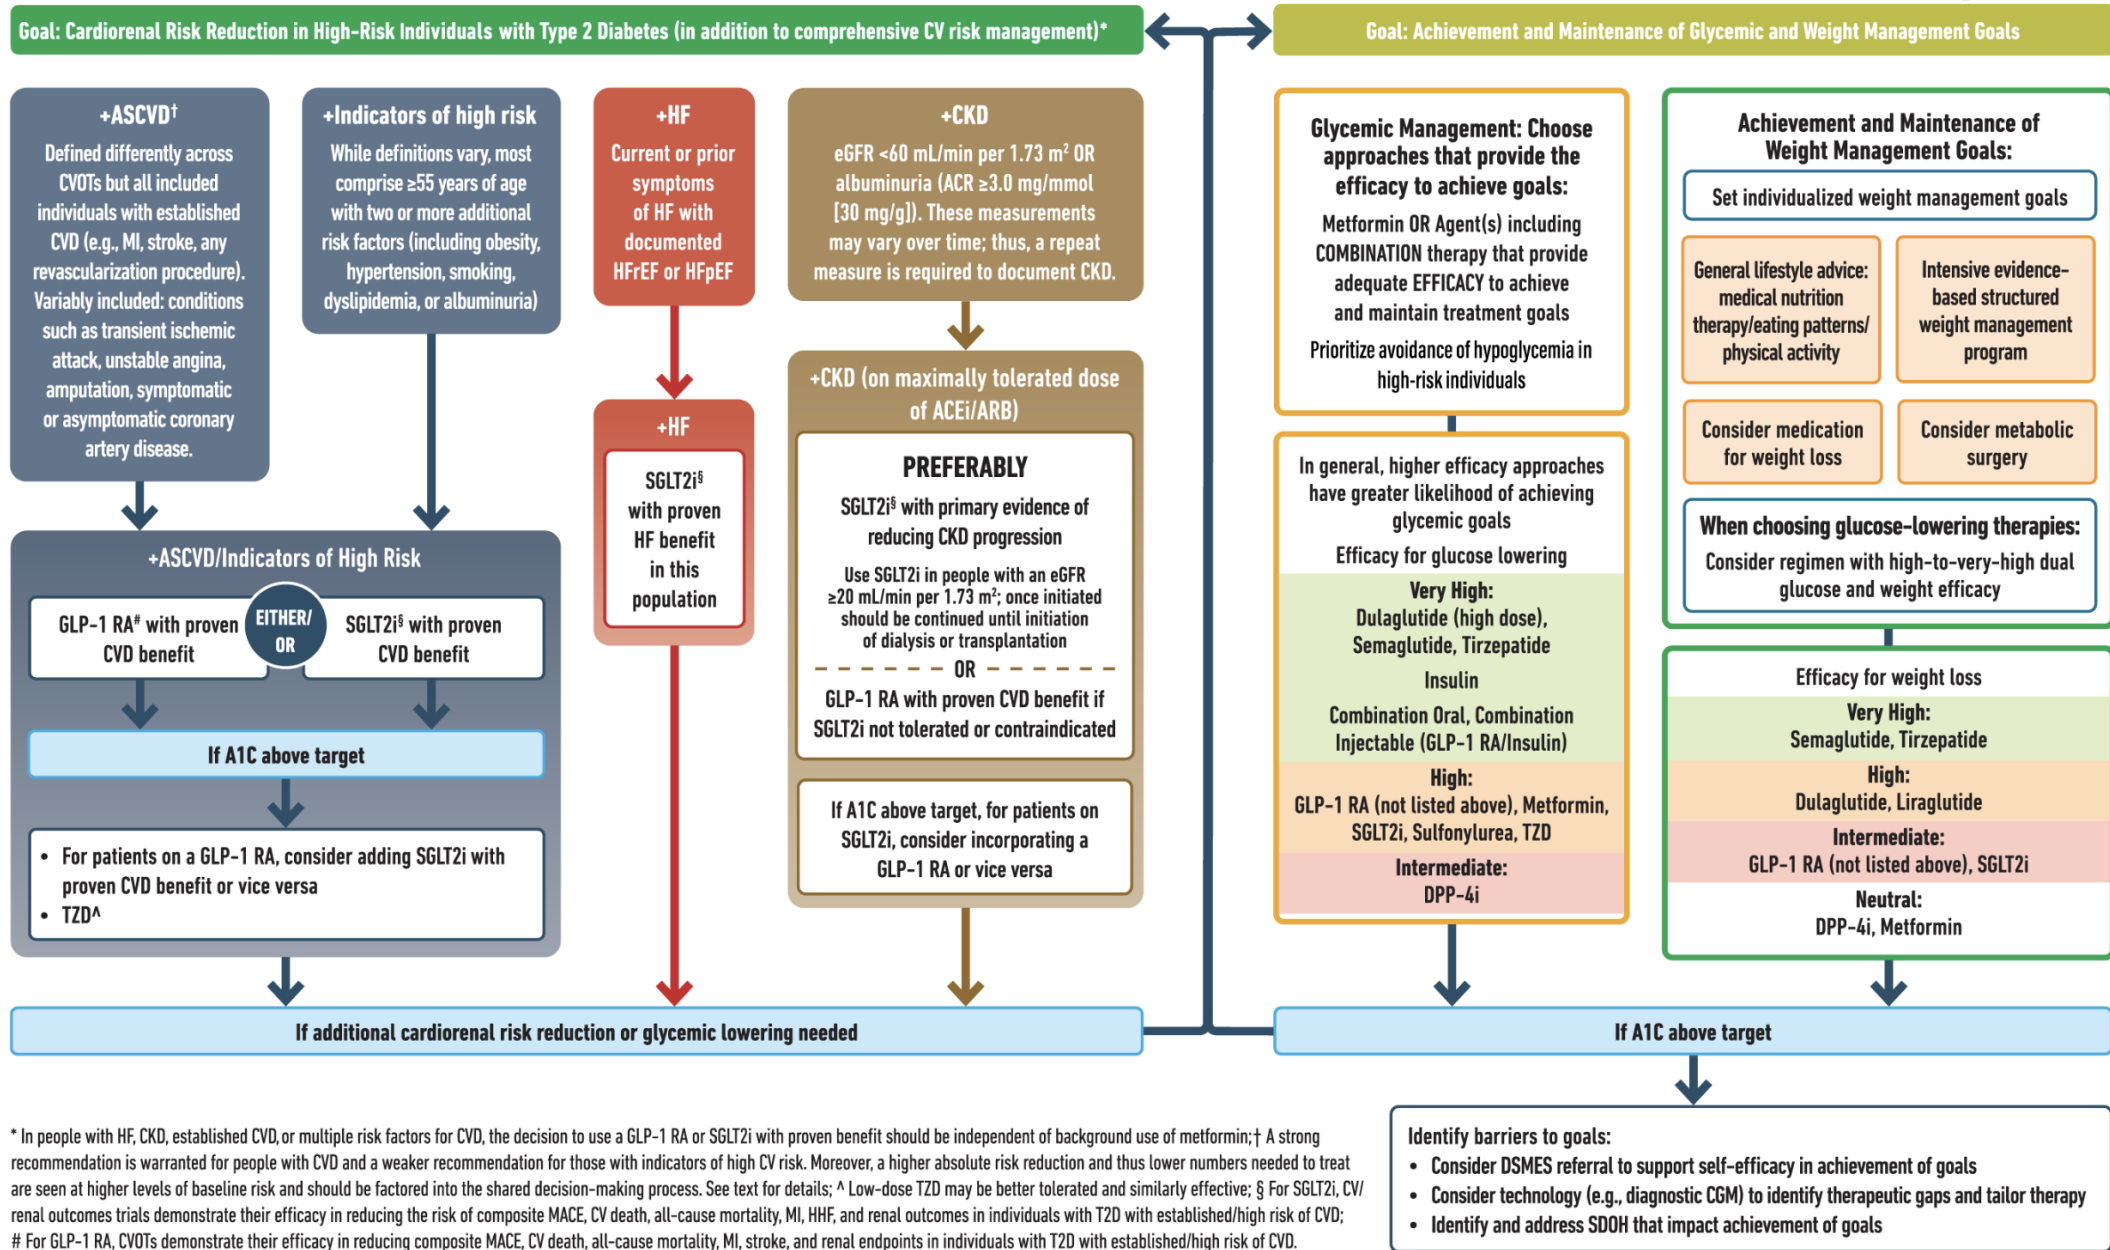 Goal: Cardiorenal Risk Reduction in High-Risk Individuals with Type 2 Diabetes (in addition to comprehensive CV risk management)*
+ASCVD†
Defined differently across
CVOTs but all included
individuals with established
CVD (e.g., MI, stroke, any
revascularization procedure).
Variably included: conditions
such as transient ischemic
attack, unstable angina,
amputation, symptomatic
or asymptomatic coronary
artery disease.
+Indicators of high risk
While definitions vary, most
comprise ≥55 years of age
with two or more additional
risk factors (including obesity,
hypertension, smoking,
dyslipidemia, or albuminuria)
+ASCVD/Indicators of High Risk
GLP-1 RA# with proven
CVD benefit
EITHER/
OR
SGLT2i§ with proven
CVD benefit
If A1C above target
• For patients on a GLP-1 RA, consider adding SGLT2i with
proven CVD benefit or vice versa
• TZD^
+HF
Current or prior
symptoms
of HF with
documented
HFrEF or HFpEF
+HF
SGLT2i§
with proven
HF benefit
in this
population
+CKD
eGFR <60 mL/min per 1.73 m² OR
albuminuria (ACR ≥3.0 mg/mmol
[30 mg/g]). These measurements
may vary over time; thus, a repeat
measure is required to document CKD.
+CKD (on maximally tolerated dose
of ACEi/ARB)
PREFERABLY
SGLT2i§ with primary evidence of
reducing CKD progression
Use SGLT2i in people with an eGFR
≥20 mL/min per 1.73 m²; once initiated
should be continued until initiation
of dialysis or transplantation
OR
GLP-1 RA with proven CVD benefit if
SGLT2i not tolerated or contraindicated
If A1C above target, for patients on
SGLT2i, consider incorporating a
GLP-1 RA or vice versa
If additional cardiorenal risk reduction or glycemic lowering needed
Goal: Achievement and Maintenance of Glycemic and Weight Management Goals
Glycemic Management: Choose
approaches that provide the
efficacy to achieve goals:
Metformin OR Agent(s) including
COMBINATION therapy that provide
adequate EFFICACY to achieve
and maintain treatment goals
Prioritize avoidance of hypoglycemia in
high-risk individuals
In general, higher efficacy approaches
have greater likelihood of achieving
glycemic goals
Efficacy for glucose lowering
Very High:
Dulaglutide (high dose),
Semaglutide, Tirzepatide
Insulin
Combination Oral, Combination
Injectable (GLP-1 RA/Insulin)
High:
GLP-1 RA (not listed above), Metformin,
SGLT2i, Sulfonylurea, TZD
Intermediate:
DPP-4i
Achievement and Maintenance of
Weight Management Goals:
Set individualized weight management goals
General lifestyle advice:
medical nutrition
therapy/eating patterns/
physical activity
Intensive evidence-
based structured
weight management
program
Consider medication
for weight loss
Consider metabolic
surgery
When choosing glucose-lowering therapies:
Consider regimen with high-to-very-high dual
glucose and weight efficacy
Efficacy for weight loss
Very High:
Semaglutide, Tirzepatide
High:
Dulaglutide, Liraglutide
Intermediate:
GLP-1 RA (not listed above), SGLT2i
Neutral:
DPP-4i, Metformin
If A1C above target
Identify barriers to goals:
• Consider DSMES referral to support self-efficacy in achievement of goals
• Consider technology (e.g., diagnostic CGM) to identify therapeutic gaps and tailor therapy
• Identify and address SDOH that impact achievement of goals
* In people with HF, CKD, established CVD, or multiple risk factors for CVD, the decision to use a GLP-1 RA or SGLT2i with proven benefit should be independent of background use of metformin;† A strong
recommendation is warranted for people with CVD and a weaker recommendation for those with indicators of high CV risk. Moreover, a higher absolute risk reduction and thus lower numbers needed to treat
are seen at higher levels of baseline risk and should be factored into the shared decision-making process. See text for details; ^ Low-dose TZD may be better tolerated and similarly effective; § For SGLT2i, CV/
renal outcomes trials demonstrate their efficacy in reducing the risk of composite MACE, CV death, all-cause mortality, MI, HHF, and renal outcomes in individuals with T2D with established/high risk of CVD;
# For GLP-1 RA, CVOTs demonstrate their efficacy in reducing composite MACE, CV death, all-cause mortality, MI, stroke, and renal endpoints in individuals with T2D with established/high risk of CVD.